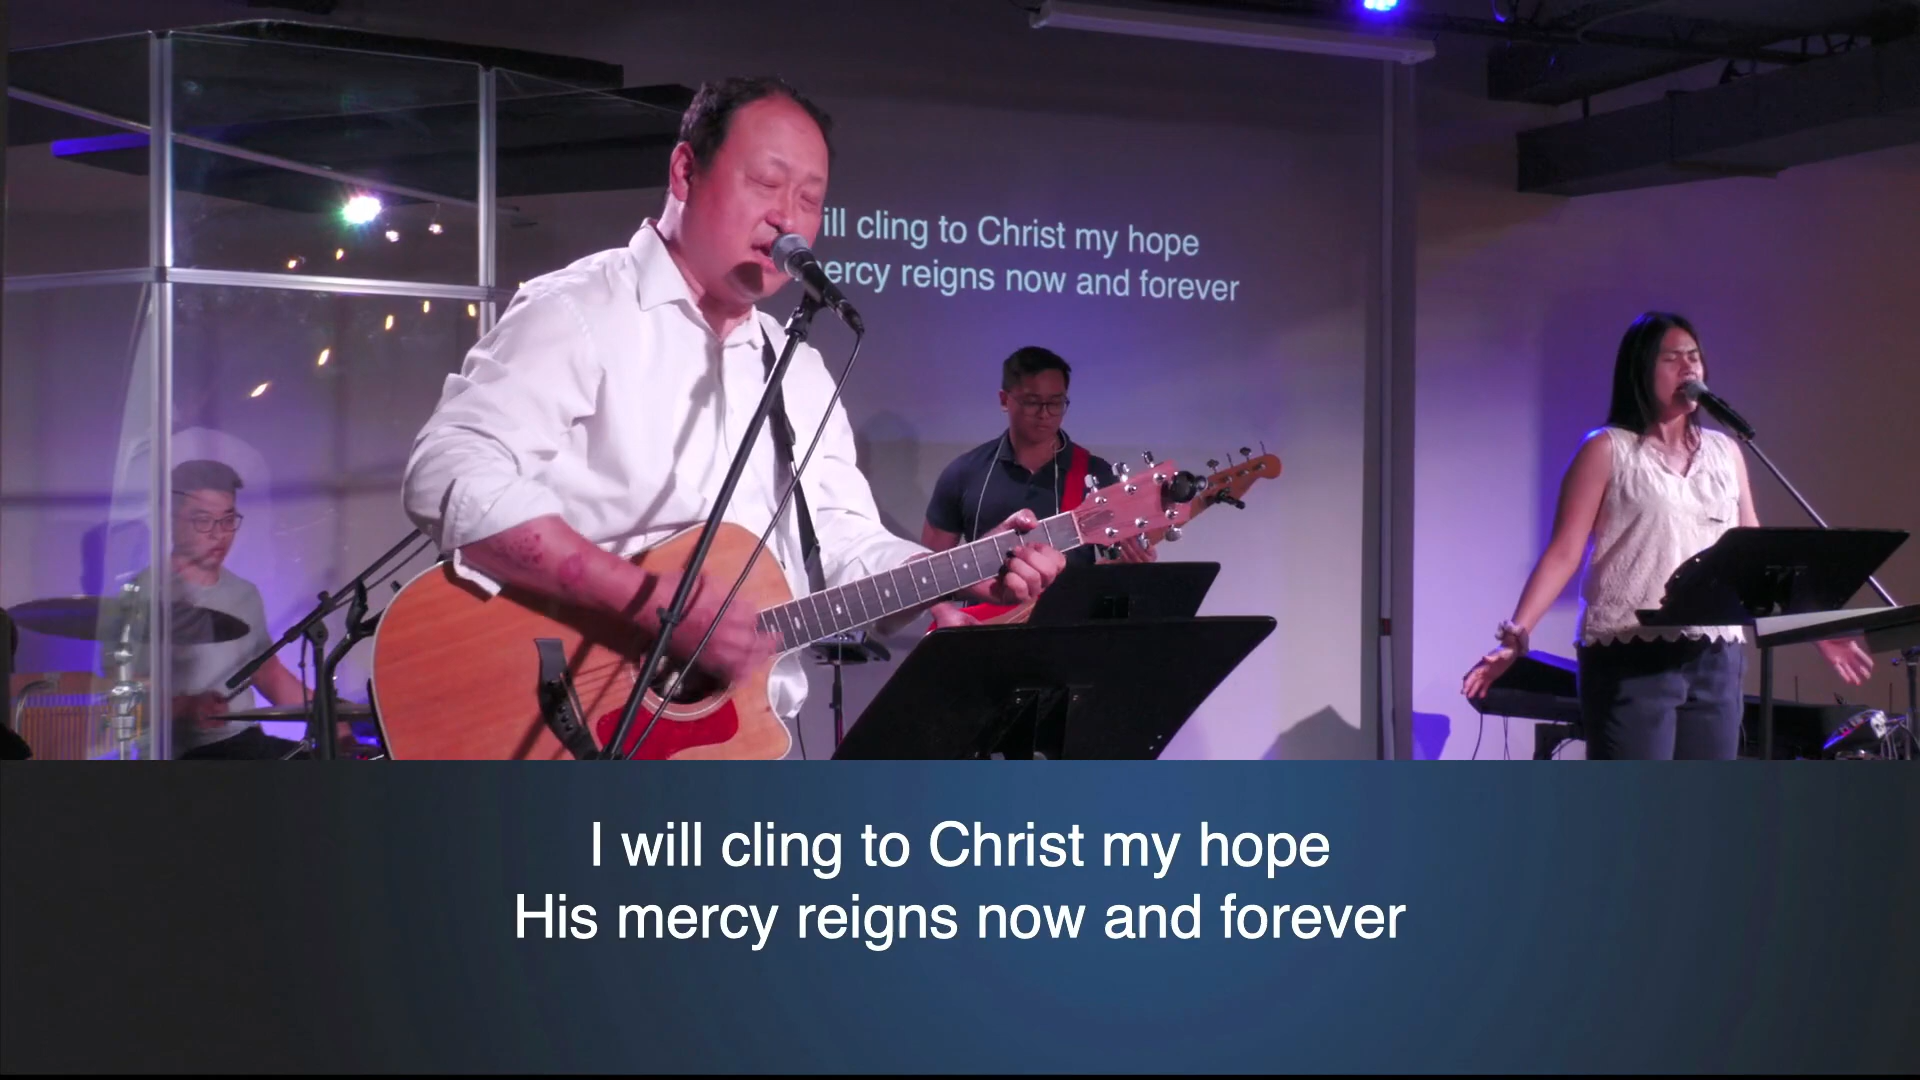 ill cling to Christ my hope
mercy reigns now and forever
I will cling to Christ my hope
His mercy reigns now and forever